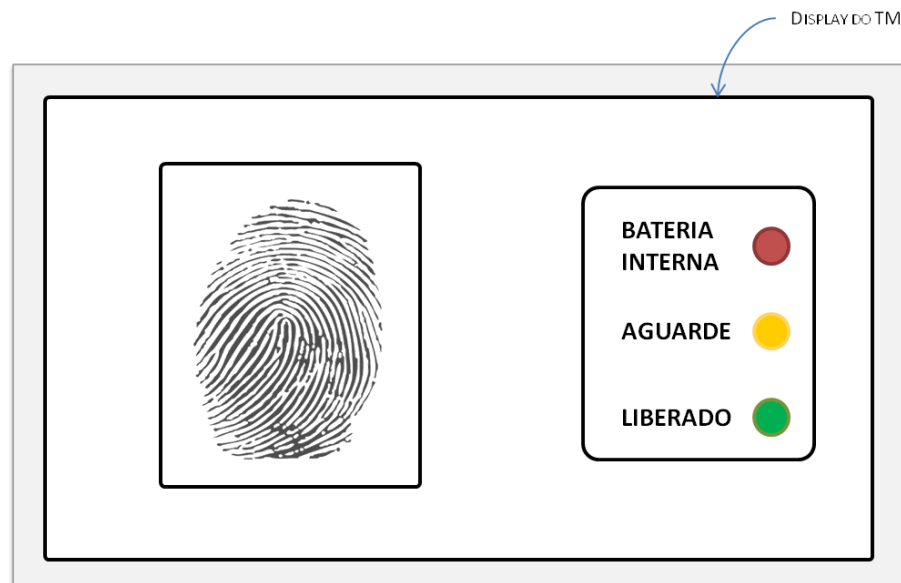 DISPLAY DO TM
BATERIA
INTERNA
AGUARDE
LIBERADO